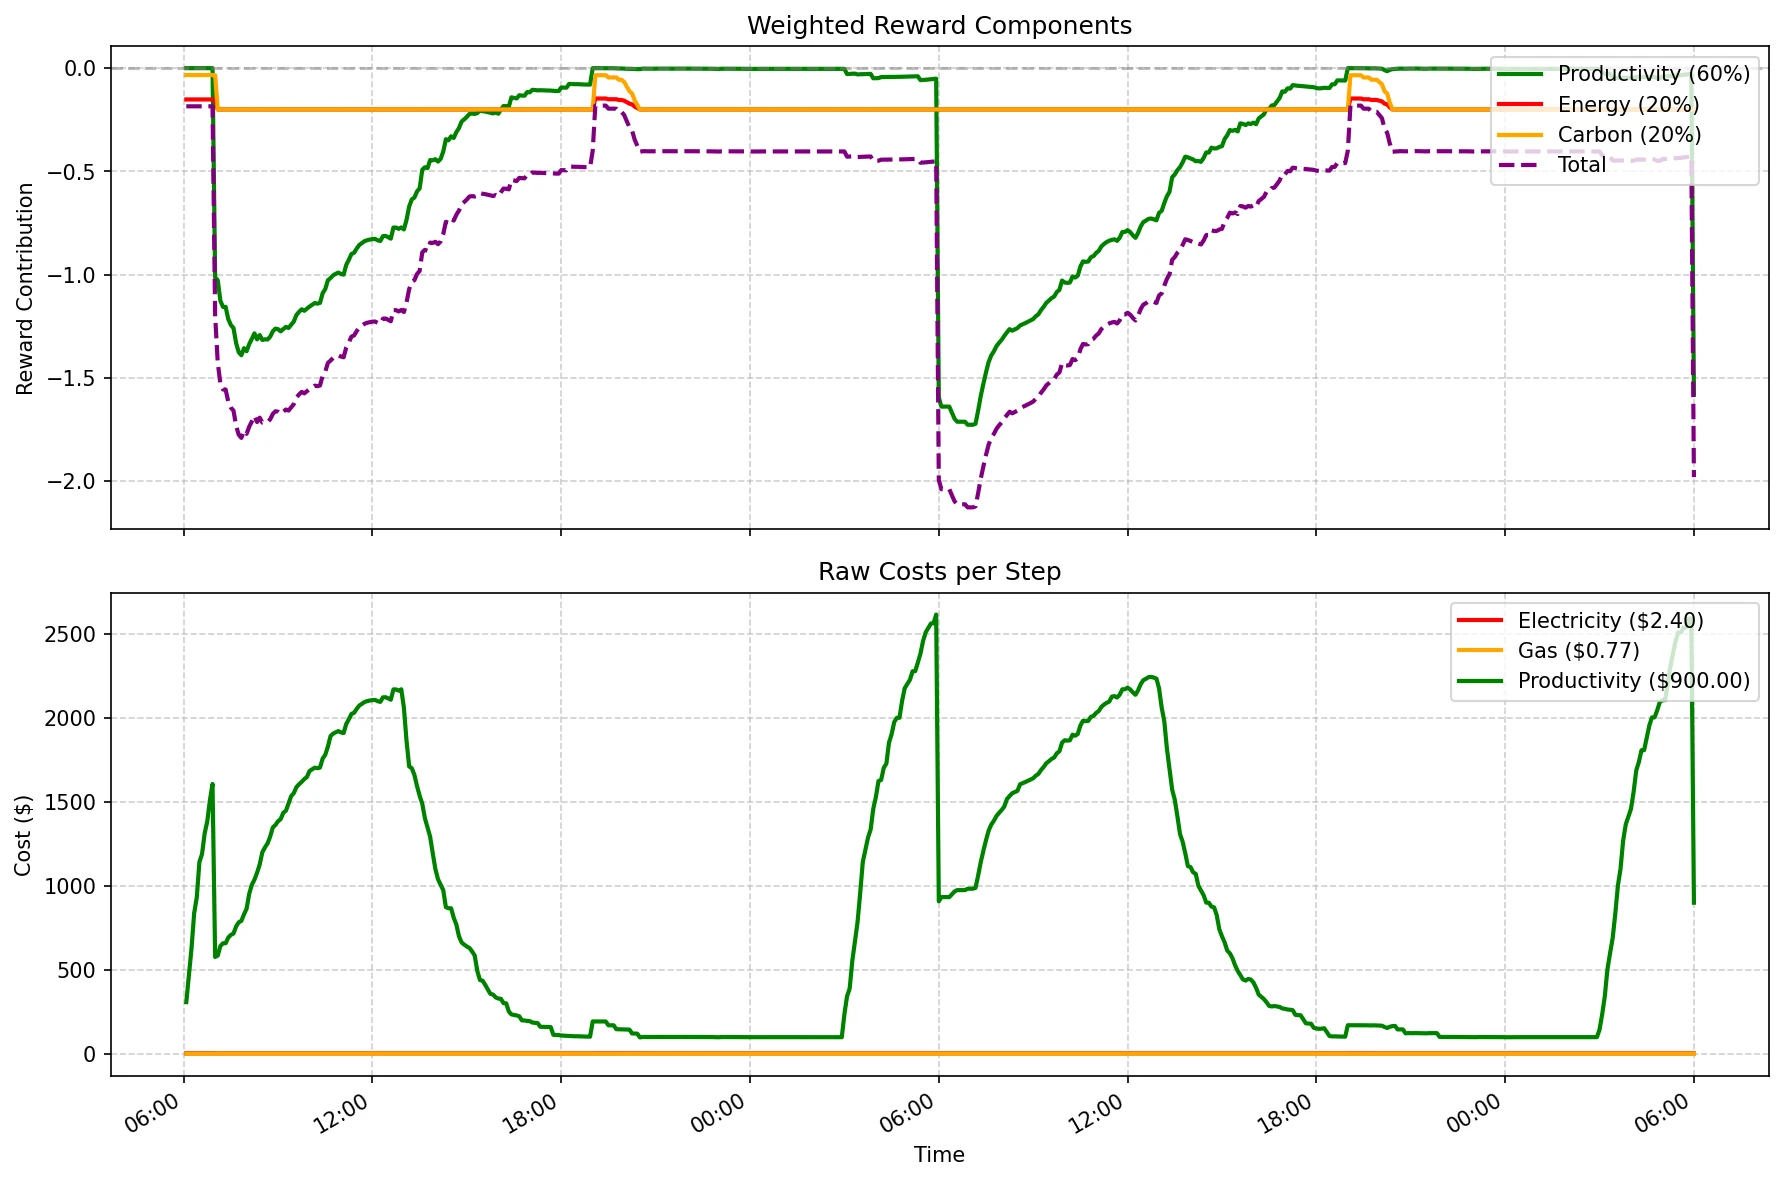 Weighted Reward Components
Reward Contribution
0.0
−0.5
−1.0
−1.5
−2.0
Productivity (60%)
Energy (20%)
Carbon (20%)
Total
Raw Costs per Step
Cost ($)
2500
2000
1500
1000
500
0
Electricity ($2.40)
Gas ($0.77)
Productivity ($900.00)
06:00
12:00
18:00
00:00
06:00
12:00
18:00
00:00
06:00
Time